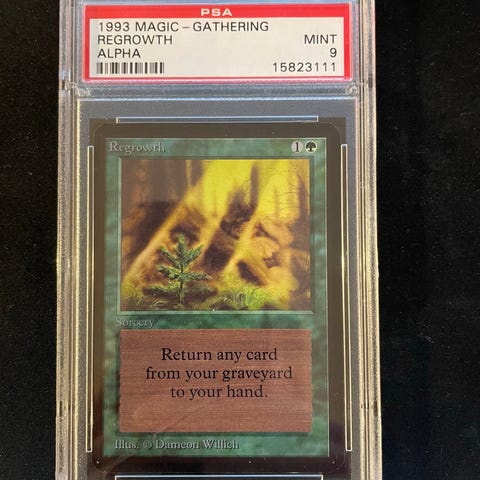 PSA
1993 MAGIC-GATHERING
REGROWTH MINT
ALPHA 9
15823111
Regrowth 1
Sorcery
Return any card
from your graveyard
to your hand.
Illus. © Dameon Willich